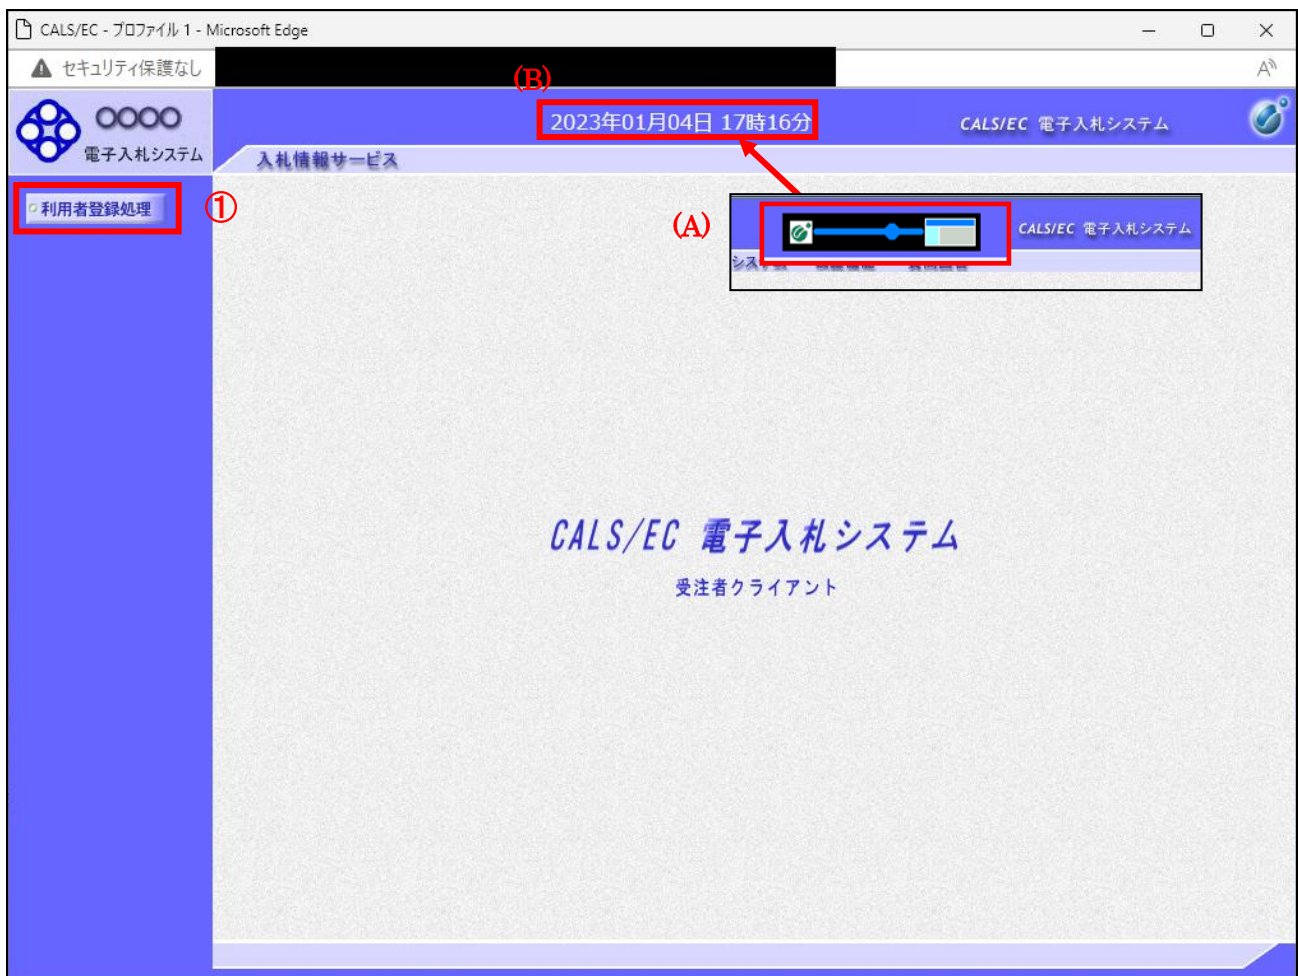 CALS/EC - プロファイル 1 - Microsoft Edge
セキュリティ保護なし
(B)
〇〇〇〇
電子入札システム
2023年01月04日 17時16分
CALS/EC 電子入札システム
入札情報サービス
利用者登録処理
①
(A)
CALS/EC 電子入札システム
CALS/EC 電子入札システム
受注者クライアント